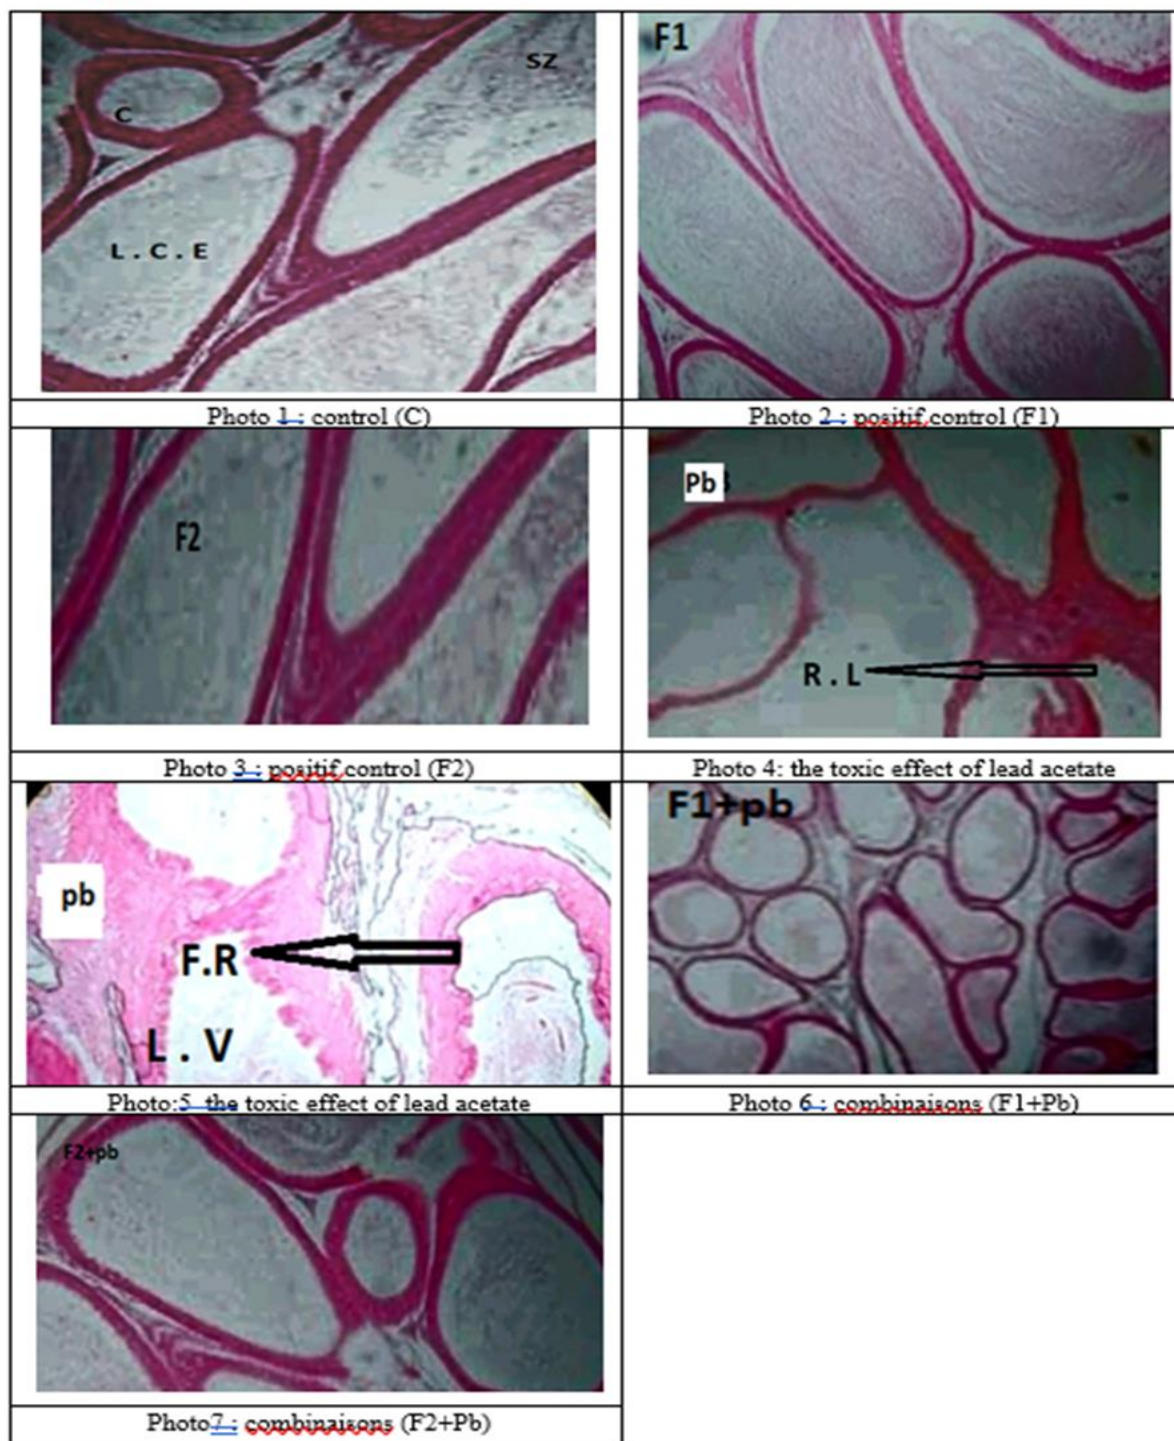 SZ
C
L . C . E
F1
Photo 1 : control (C)
Photo 2 : positif control (F1)
F2
Pb
R . L
Photo 3 : positif control (F2)
Photo 4: the toxic effect of lead acetate
pb
F.R
L . V
F1+pb
Photo:5 the toxic effect of lead acetate
Photo 6 : combinaisons (F1+Pb)
F2+pb
Photo7 : combinaisons (F2+Pb)